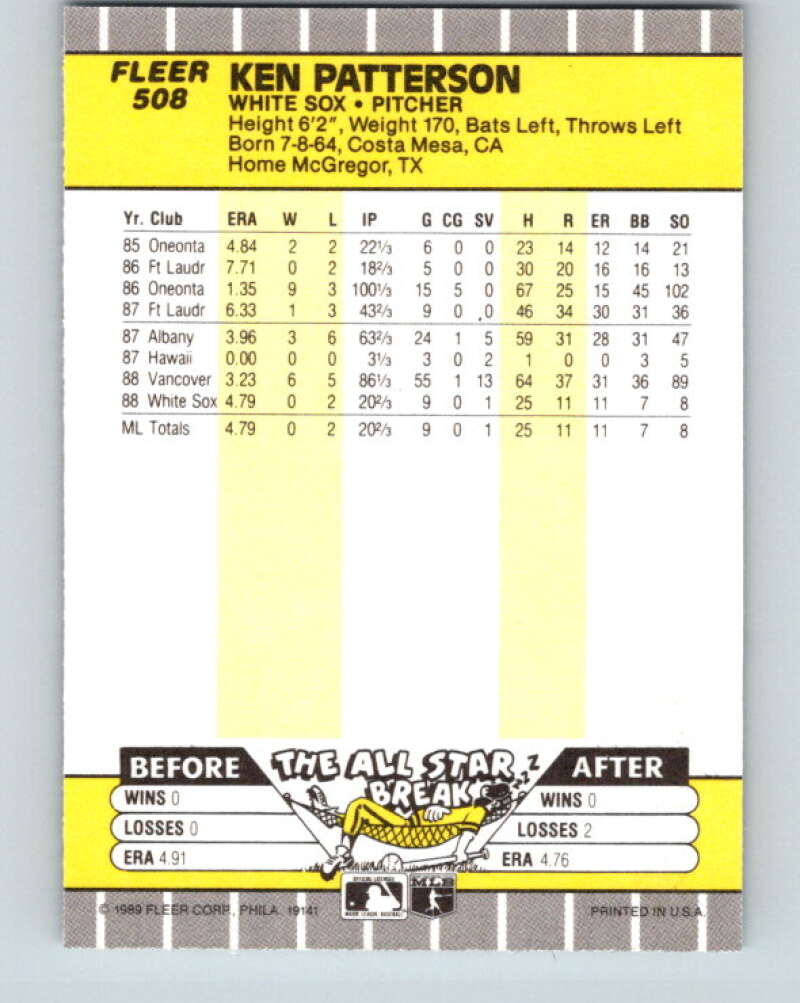 FLEER KEN PATTERSON
508 WHITE SOX • PITCHER
Height 6'2", Weight 170, Bats Left, Throws Left
Born 7-8-64, Costa Mesa, CA
Home McGregor, TX
Yr. Club ERA W L IP G CG SV H R ER BB SO
85 Oneonta 4.84 2 2 22⅓ 6 0 0 23 14 12 14 21
86 Ft Laudr 7.71 0 2 18⅔ 5 0 0 30 20 16 16 13
86 Oneonta 1.35 9 3 100⅓ 15 5 0 67 25 15 45 102
87 Ft Laudr 6.33 1 3 43⅔ 9 0 0 46 34 30 31 36
87 Albany 3.96 3 6 63⅔ 24 1 5 59 31 28 31 47
87 Hawaii 0.00 0 0 3⅓ 3 0 2 1 0 0 3 5
88 Vancover 3.23 6 5 86⅓ 55 1 13 64 37 31 36 89
88 White Sox 4.79 0 2 20⅔ 9 0 1 25 11 11 7 8
ML Totals 4.79 0 2 20⅔ 9 0 1 25 11 11 7 8
BEFORE THE ALL STAR BREAK ZZZ AFTER
WINS 0 WINS 0
LOSSES 0 LOSSES 2
ERA 4.91 ERA 4.76
OFFICIAL LICENSEE
MAJOR LEAGUE BASEBALL
MLB
© 1989 FLEER CORP., PHILA. 19141 PRINTED IN U.S.A.